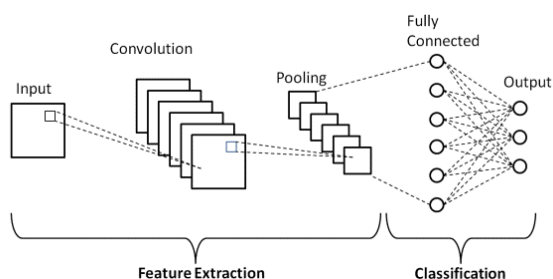 Input
Convolution
Pooling
Fully
Connected
Output
Feature Extraction
Classification